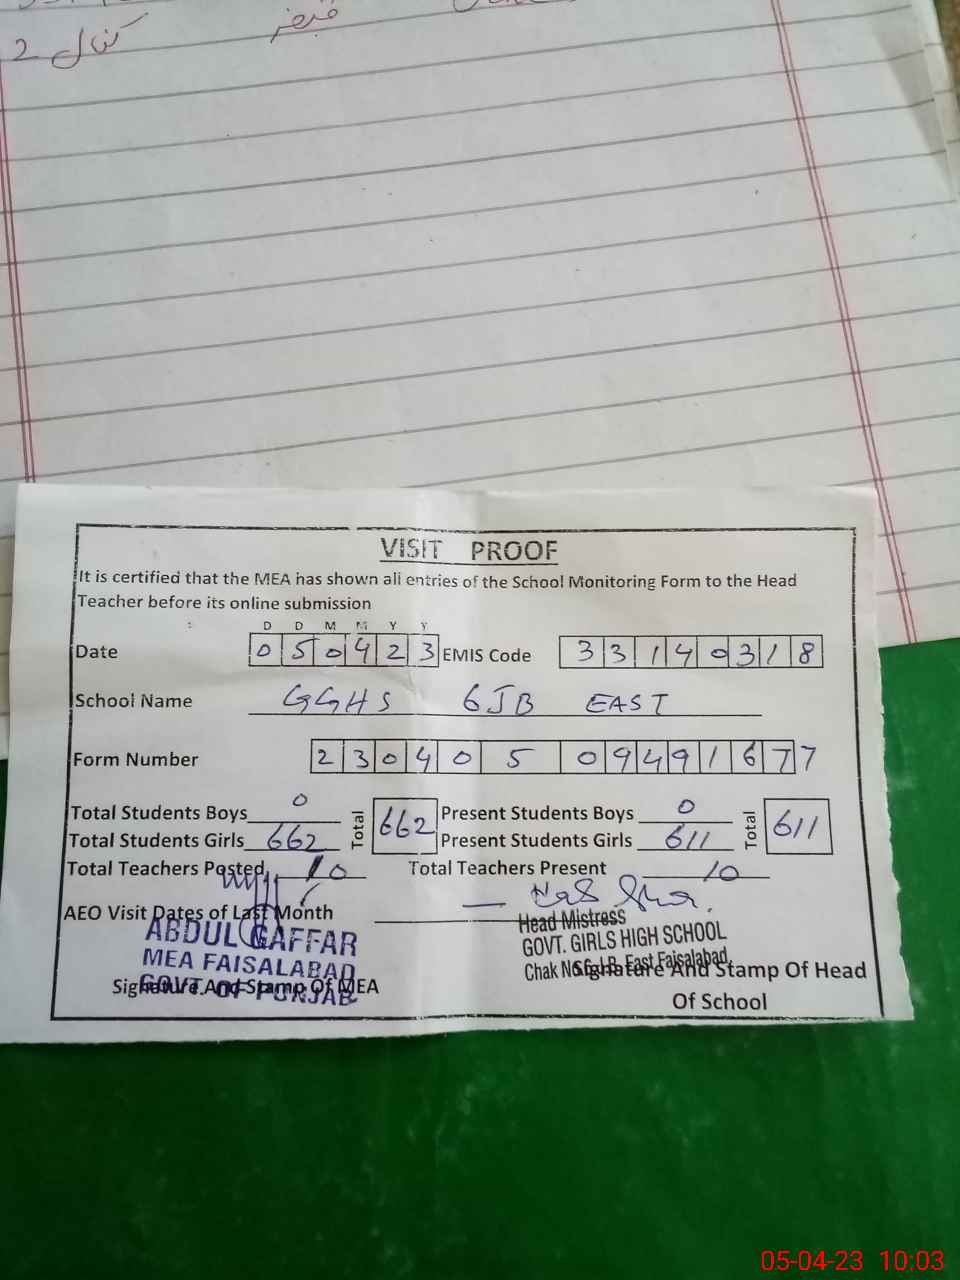 کنال 2
VISIT PROOF
It is certified that the MEA has shown all entries of the School Monitoring Form to the Head
Teacher before its online submission
D D M M Y Y
Date 0 5 0 4 2 3 EMIS Code 3 3 1 4 0 3 1 8
School Name GGHS 6JB EAST
Form Number 2 3 0 4 0 5 0 9 4 9 1 6 7 7
Total Students Boys 0 Total 662 Present Students Boys 0 Total 611
Total Students Girls 662 Present Students Girls 611
Total Teachers Posted 10 Total Teachers Present 10
AEO Visit Dates of Last Month
ABDUL GAFFAR
MEA FAISALABAD
GOVT. OF PUNJAB
Signature And Stamp Of MEA
Head Mistress
GOVT. GIRLS HIGH SCHOOL
Chak No. 6 J.B. East Faisalabad
Signature And Stamp Of Head
Of School
05-04-23 10:03